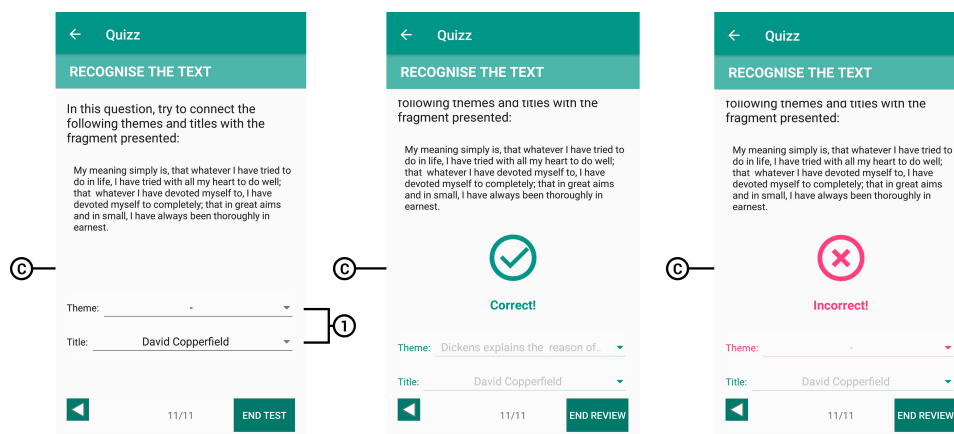 Quizz
RECOGNISE THE TEXT
In this question, try to connect the
following themes and titles with the
fragment presented:
My meaning simply is, that whatever I have tried to
do in life, I have tried with all my heart to do well;
that whatever I have devoted myself to, I have
devoted myself to completely; that in great aims
and in small, I have always been thoroughly in
earnest.
C
Theme: -
Title: David Copperfield
1
11/11 END TEST
Quizz
RECOGNISE THE TEXT
following themes and titles with the
fragment presented:
My meaning simply is, that whatever I have tried to
do in life, I have tried with all my heart to do well;
that whatever I have devoted myself to, I have
devoted myself to completely; that in great aims
and in small, I have always been thoroughly in
earnest.
C
Correct!
Theme: Dickens explains the reason of..
Title: David Copperfield
11/11 END REVIEW
Quizz
RECOGNISE THE TEXT
following themes and titles with the
fragment presented:
My meaning simply is, that whatever I have tried to
do in life, I have tried with all my heart to do well;
that whatever I have devoted myself to, I have
devoted myself to completely; that in great aims
and in small, I have always been thoroughly in
earnest.
C
Incorrect!
Theme: -
Title: David Copperfield
11/11 END REVIEW